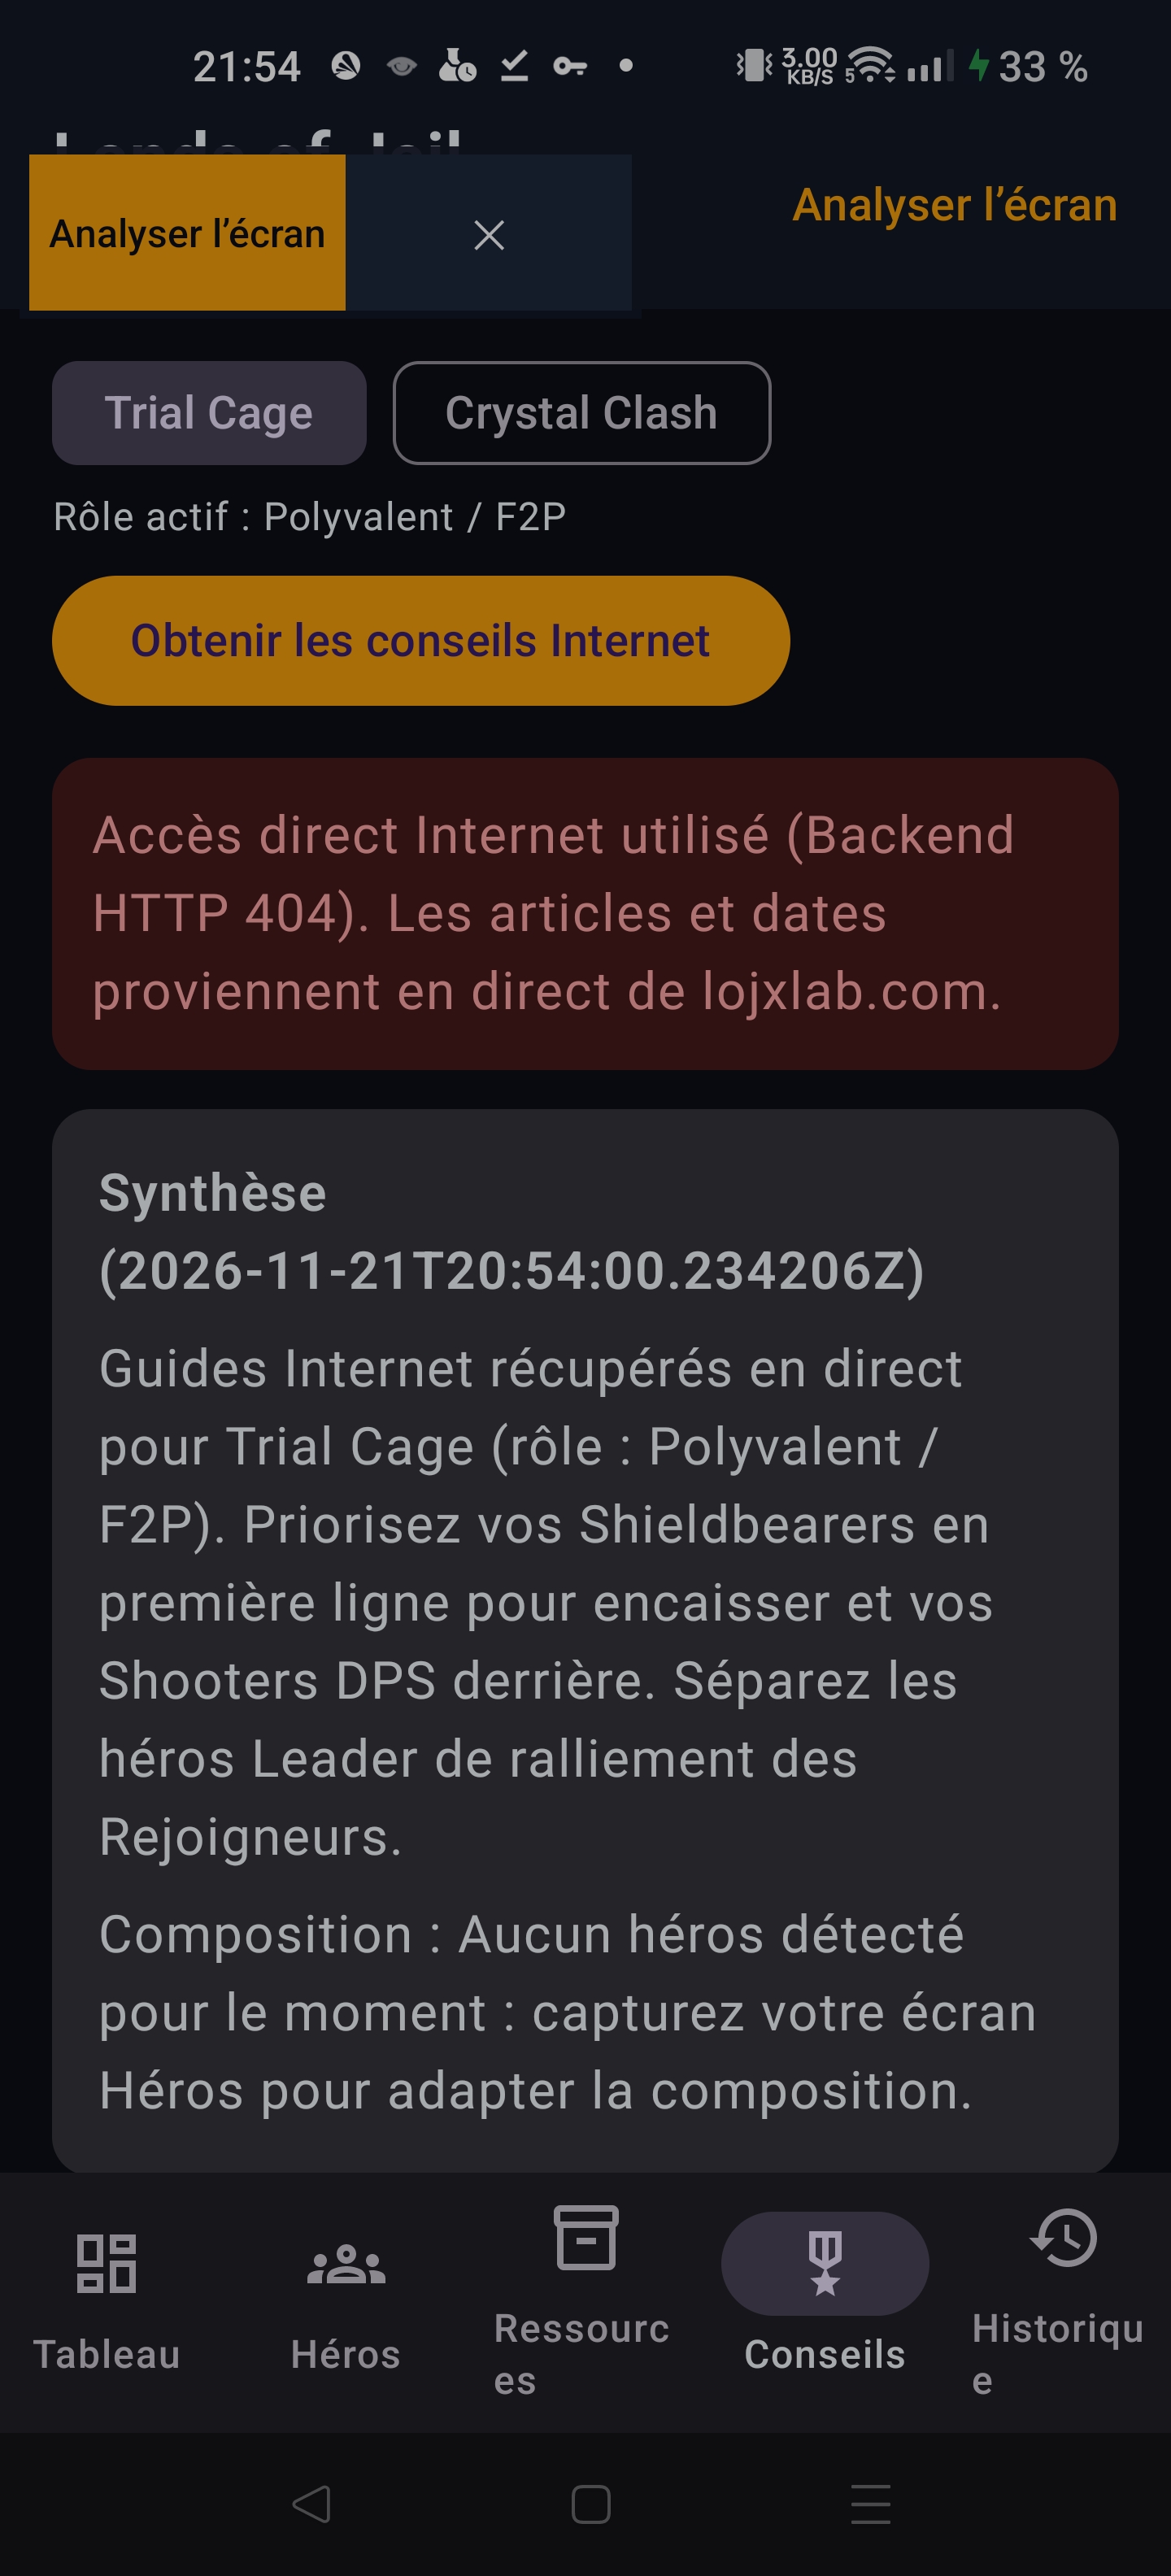 21:54
3.00
KB/S
5
33 %
Analyser l’écran
Analyser l’écran
Trial Cage
Crystal Clash
Rôle actif : Polyvalent / F2P
Obtenir les conseils Internet
Accès direct Internet utilisé (Backend
HTTP 404). Les articles et dates
proviennent en direct de lojxlab.com.
Synthèse
(2026-11-21T20:54:00.234206Z)
Guides Internet récupérés en direct
pour Trial Cage (rôle : Polyvalent /
F2P). Priorisez vos Shieldbearers en
première ligne pour encaisser et vos
Shooters DPS derrière. Séparez les
héros Leader de ralliement des
Rejoigneurs.
Composition : Aucun héros détecté
pour le moment : capturez votre écran
Héros pour adapter la composition.
Tableau
Héros
Ressourc
es
Conseils
Historiqu
e